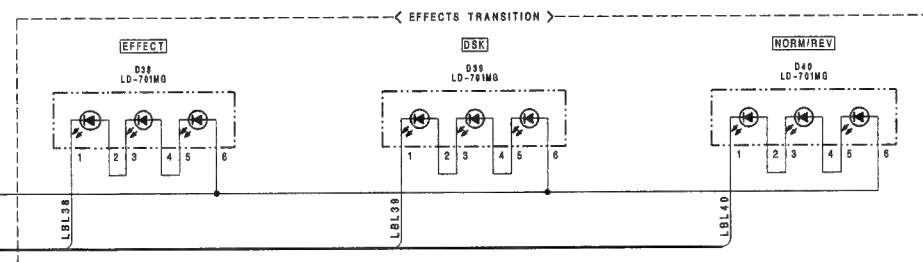 EFFECTS TRANSITION
EFFECT
DSK
NORM/REV
D38
D39
D40
LD-701MG
LD-701MG
LD-701MG
1 2 3 4 5 6
1 2 3 4 5 6
1 2 3 4 5 6
LBL38
LBL39
LBL40